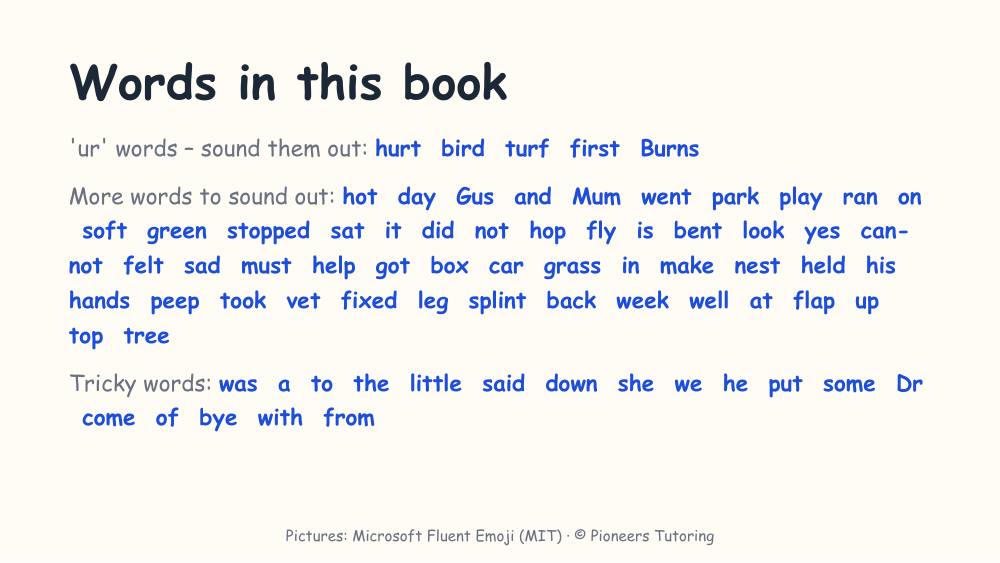 Words in this book
'ur' words – sound them out: hurt bird turf first Burns
More words to sound out: hot day Gus and Mum went park play ran on
soft green stopped sat it did not hop fly is bent look yes can-
not felt sad must help got box car grass in make nest held his
hands peep took vet fixed leg splint back week well at flap up
top tree
Tricky words: was a to the little said down she we he put some Dr
come of bye with from
Pictures: Microsoft Fluent Emoji (MIT) · © Pioneers Tutoring